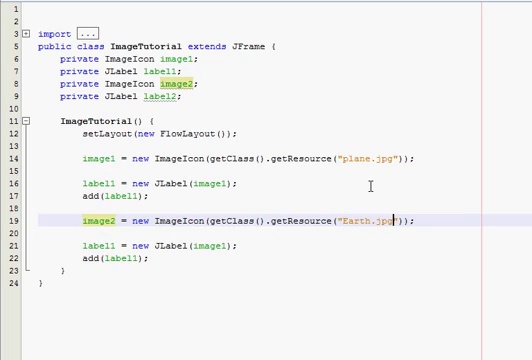 1
2
3 import ...
5 public class ImageTutorial extends JFrame {
6 private ImageIcon image1;
7 private JLabel label1;
8 private ImageIcon image2;
9 private JLabel label2;
10
11 ImageTutorial() {
12 setLayout(new FlowLayout());
13
14 image1 = new ImageIcon(getClass().getResource("plane.jpg"));
15
16 label1 = new JLabel(image1);
17 add(label1);
18
19 image2 = new ImageIcon(getClass().getResource("Earth.jpg"));
20
21 label1 = new JLabel(image1);
22 add(label1);
23 }
24 }